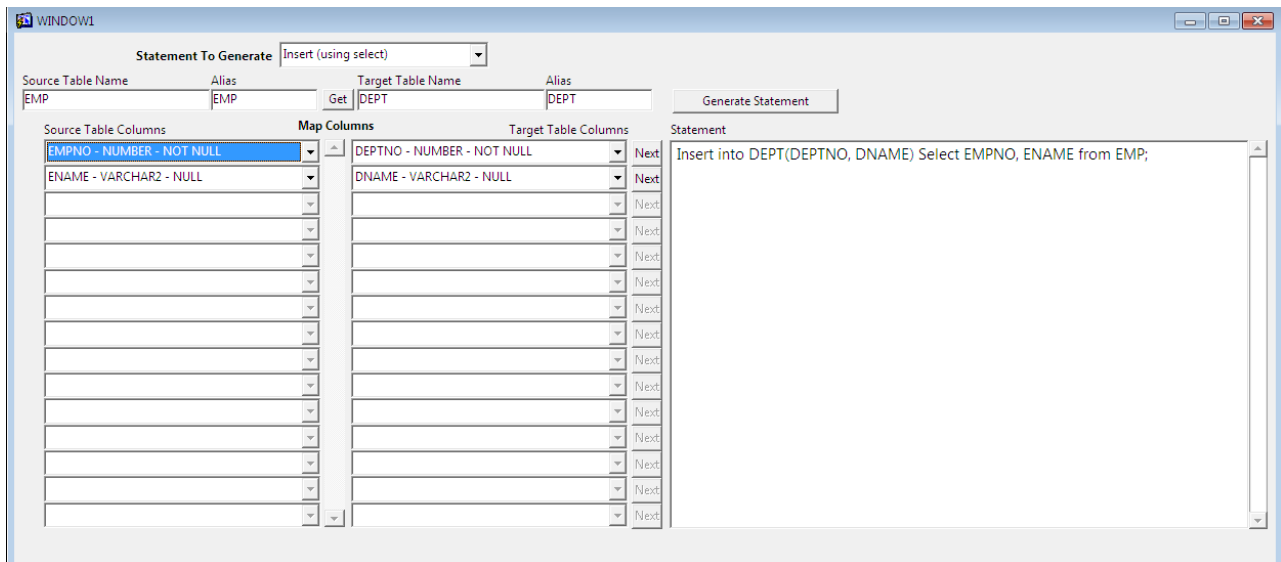 WINDOW1
Statement To Generate Insert (using select)
Source Table Name Alias Target Table Name Alias
EMP EMP Get DEPT DEPT Generate Statement
Source Table Columns Map Columns Target Table Columns Statement
EMPNO - NUMBER - NOT NULL DEPTNO - NUMBER - NOT NULL Next Insert into DEPT(DEPTNO, DNAME) Select EMPNO, ENAME from EMP;
ENAME - VARCHAR2 - NULL DNAME - VARCHAR2 - NULL Next
Next
Next
Next
Next
Next
Next
Next
Next
Next
Next
Next
Next
Next